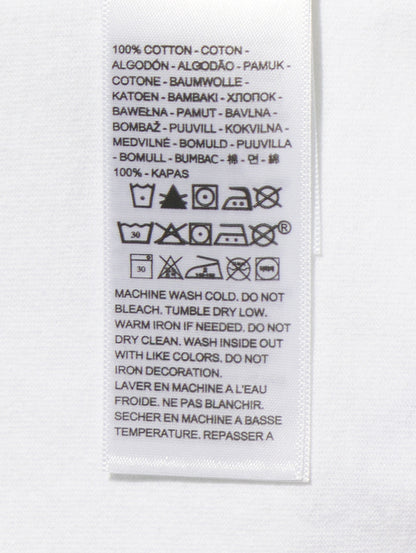 100% COTTON - COTON -
ALGODÓN - ALGODÃO - PAMUK -
COTONE - BAUMWOLLE -
KATOEN - BAMBAKI - ХЛОПОК -
BAWEŁNA - PAMUT - BAVLNA -
BOMBAŽ - PUUVILL - KOKVILNA -
MEDVILNĖ - BOMULD - PUUVILLA
- BOMULL - BUMBAC - 棉 - 면 - 綿
100% - KAPAS
30 ®
30
MACHINE WASH COLD. DO NOT
BLEACH. TUMBLE DRY LOW.
WARM IRON IF NEEDED. DO NOT
DRY CLEAN. WASH INSIDE OUT
WITH LIKE COLORS. DO NOT
IRON DECORATION.
LAVER EN MACHINE A L'EAU
FROIDE. NE PAS BLANCHIR.
SECHER EN MACHINE A BASSE
TEMPERATURE. REPASSER A